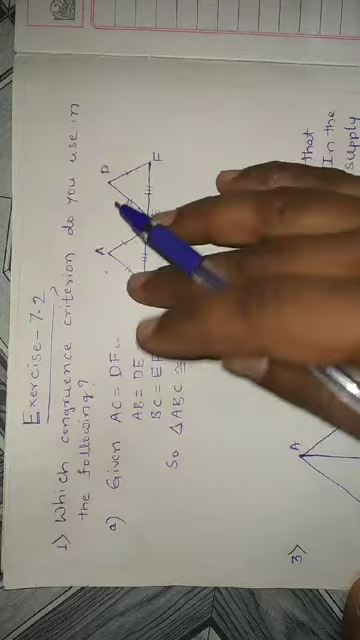 Exercise-7.2
1) Which congruence criterion do you use in
the following?
a) Given AC = DF
AB = DE
BC = EF
So △ABC ≅
A
D
F
3)
A
that
In the
supply